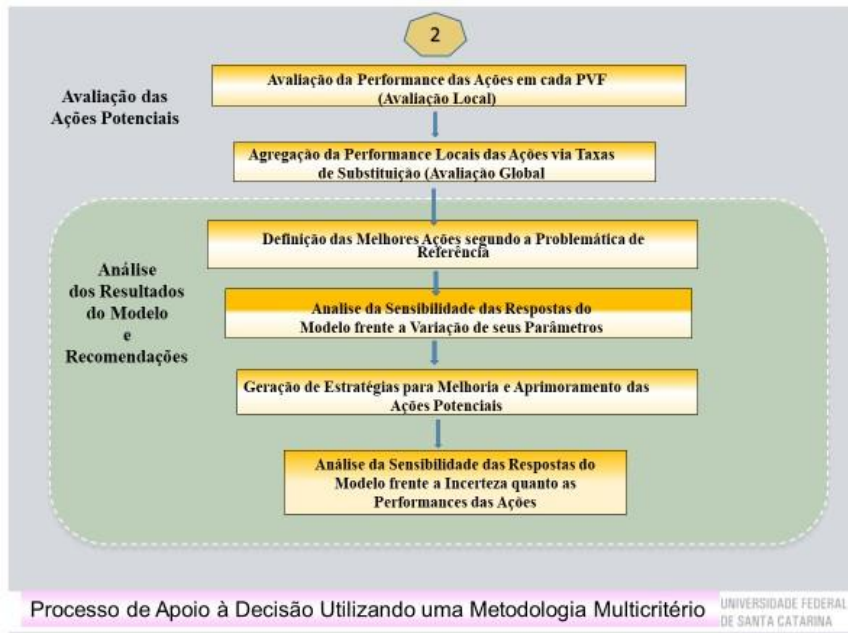 2
Avaliação das
Ações Potenciais
Avaliação da Performance das Ações em cada PVF
(Avaliação Local)
Agregação da Performance Locais das Ações via Taxas
de Substituição (Avaliação Global
Análise
dos Resultados
do Modelo
e
Recomendações
Definição das Melhores Ações segundo a Problemática de
Referência
Analise da Sensibilidade das Respostas do
Modelo frente a Variação de seus Parâmetros
Geração de Estratégias para Melhoria e Aprimoramento das
Ações Potenciais
Análise da Sensibilidade das Respostas do
Modelo frente a Incerteza quanto as
Performances das Ações
Processo de Apoio à Decisão Utilizando uma Metodologia Multicritério
UNIVERSIDADE FEDERAL
DE SANTA CATARINA